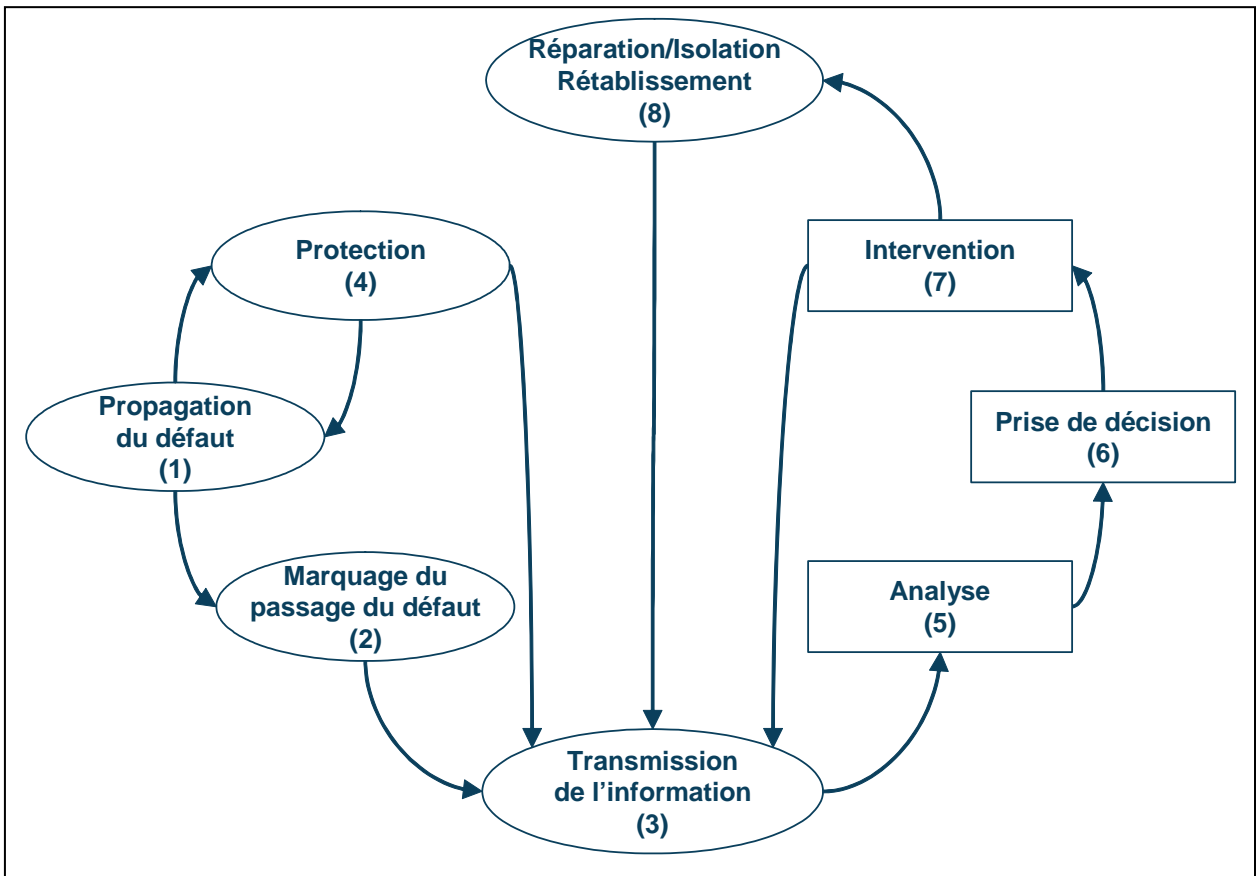 Réparation/Isolation
Rétablissement
(8)
Protection
(4)
Intervention
(7)
Propagation
du défaut
(1)
Prise de décision
(6)
Marquage du
passage du défaut
(2)
Analyse
(5)
Transmission
de l’information
(3)